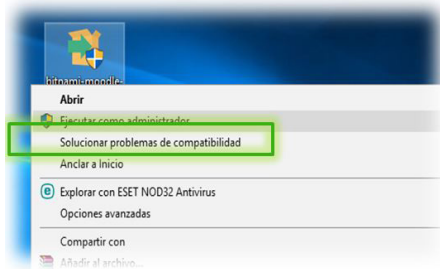 bitnami-moodle-
Abrir
Ejecutar como administrador
Solucionar problemas de compatibilidad
Anclar a Inicio
e
Explorar con ESET NOD32 Antivirus
Opciones avanzadas
Compartir con
Añadir al archivo...